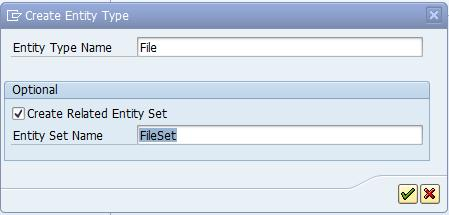 Create Entity Type
Entity Type Name File
Optional
Create Related Entity Set
Entity Set Name FileSet